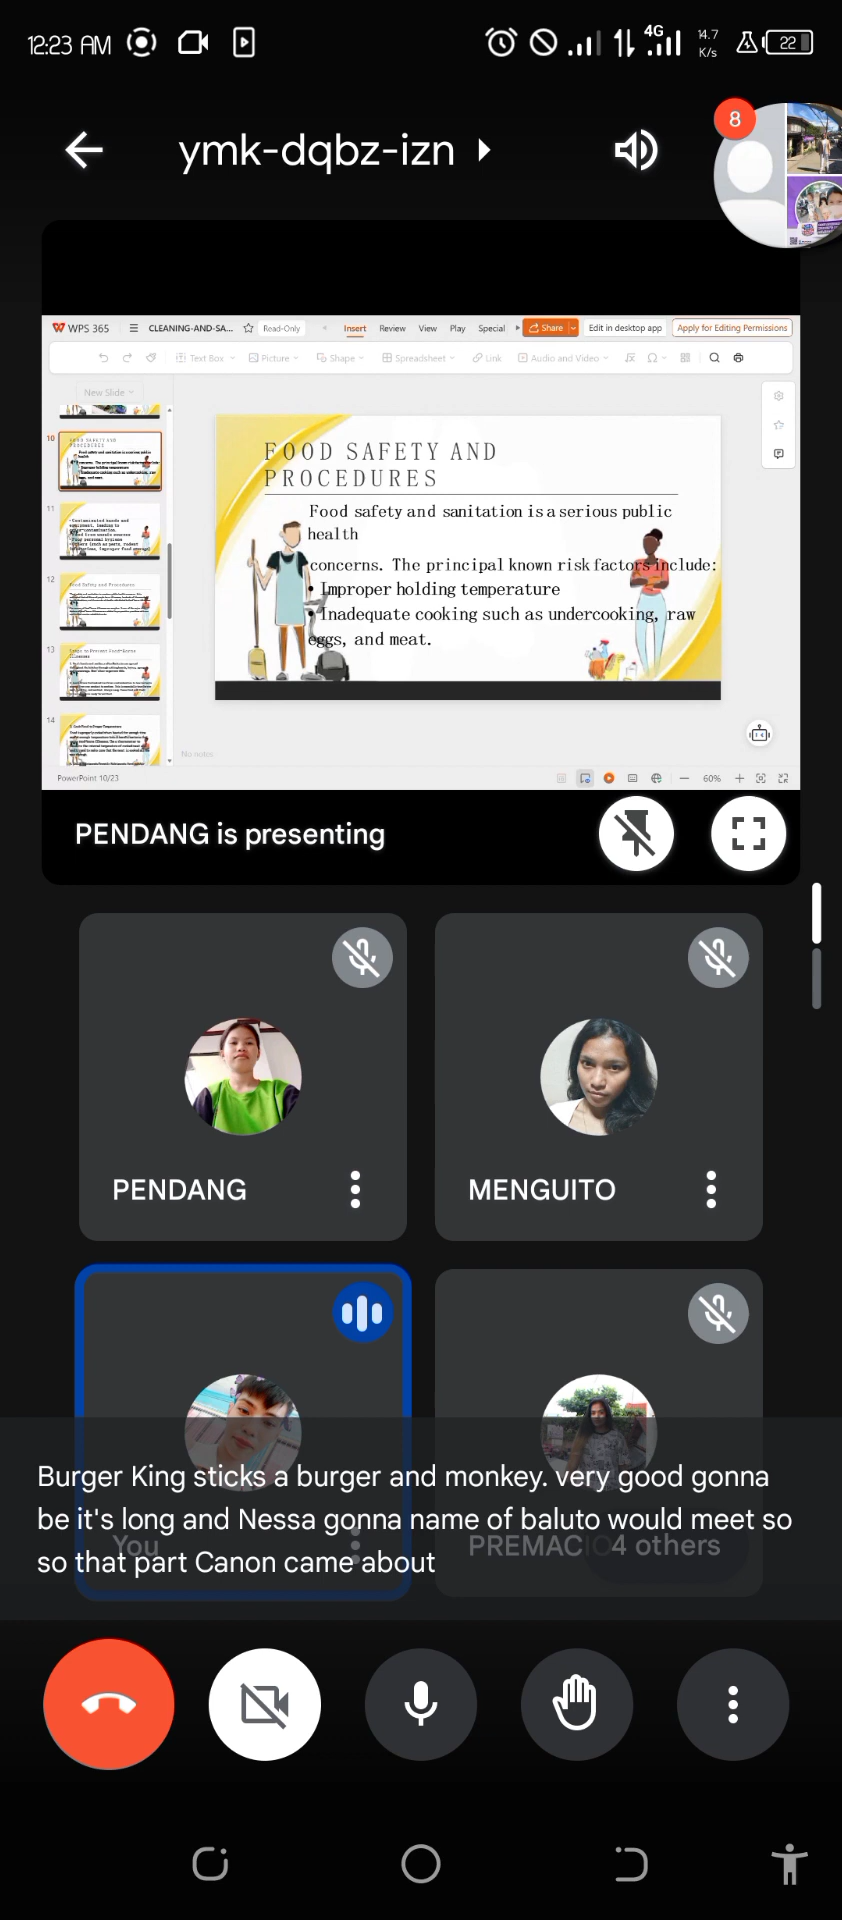 12:23 AM
4G
14.7
K/s
22
ymk-dqbz-izn
8
WPS 365
CLEANING-AND-SA...
Read-Only
Insert
Review
View
Play
Special
Share
Edit in desktop app
Apply for Editing Permissions
Text Box
Picture
Shape
Spreadsheet
Link
Audio and Video
New Slide
10
11
12
13
14
FOOD SAFETY AND
PROCEDURES
Food safety and sanitation is a serious public
health
concerns. The principal known risk factors include:
• Improper holding temperature
• Inadequate cooking such as undercooking, raw
eggs, and meat.
No notes
PowerPoint 10/23
60%
PENDANG is presenting
PENDANG
MENGUITO
Burger King sticks a burger and monkey. very good gonna
be it's long and Nessa gonna name of baluto would meet so
so that part Canon came about
You
PREMACIO
4 others